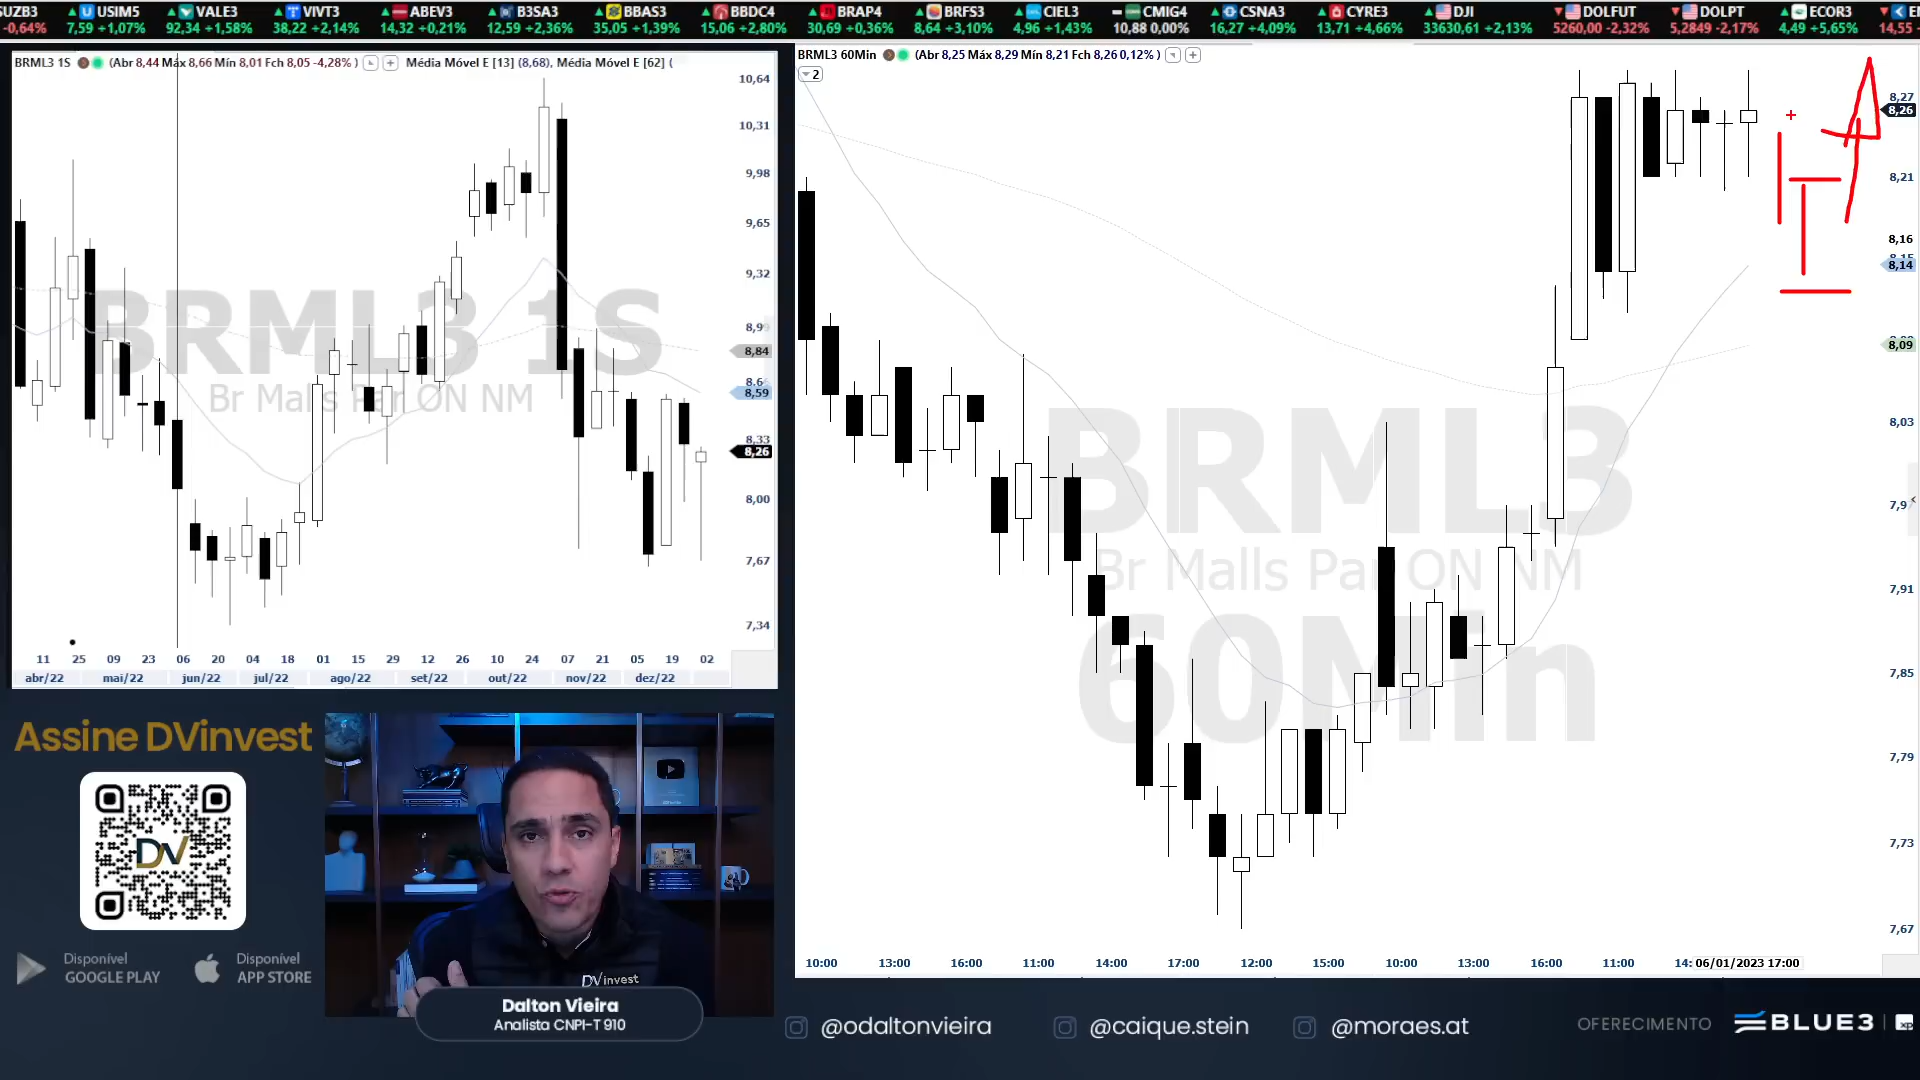 SUZB3 USIM5 VALE3 VIVT3 ABEV3 B3SA3 BBAS3 BBDC4 BRAP4 BRFS3 CIEL3 CMIG4 CSNA3 CYRE3 DJI DOLFUT DOLPT ECOR3
-0,64% 7,59 +1,07% 92,34 +1,58% 38,22 +2,14% 14,32 +0,21% 12,59 +2,36% 35,05 +1,39% 15,06 +2,80% 30,69 +0,36% 8,64 +3,10% 4,96 +1,43% 10,88 0,00% 16,27 +4,09% 13,71 +4,66% 33630,61 +2,13% 5260,00 -2,32% 5,2849 -2,17% 4,49 +5,65% 14,55
BRML3 1S (Abr 8,44 Máx 8,66 Mín 8,01 Fch 8,05 -4,28% ) Média Móvel E [13] (8,68), Média Móvel E [62] (
10,64
10,31
9,98
9,65
9,32
8,84
8,59
8,33
8,26
8,00
7,67
7,34
BRML3 1S
Br Malls Par ON NM
11 25 09 23 06 20 04 18 01 15 29 12 26 10 24 07 21 05 19 02
abr/22 mai/22 jun/22 jul/22 ago/22 set/22 out/22 nov/22 dez/22
BRML3 60Min (Abr 8,25 Máx 8,29 Mín 8,21 Fch 8,26 0,12% )
2
8,27
8,26
8,21
8,16
8,14
8,09
8,03
7,91
7,85
7,79
7,73
7,67
BRML3
Br Malls Par ON NM
60Min
10:00 13:00 16:00 11:00 14:00 17:00 12:00 15:00 10:00 13:00 16:00 11:00 14: 06/01/2023 17:00
Assine DVinvest
DV
Disponível
GOOGLE PLAY
Disponível
APP STORE
DVinvest
Dalton Vieira
Analista CNPI-T 910
@odaltonvieira
@caique.stein
@moraes.at
OFERECIMENTO
BLUE3
xp